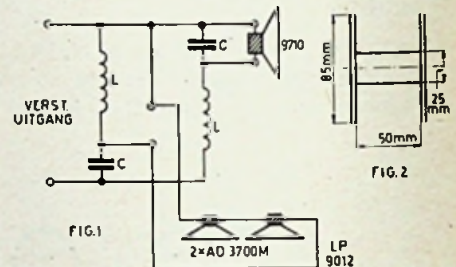 C
9710
L
VERST.
UITGANG
L
C
85mm
25
mm
50mm
FIG.2
FIG.1
2×AD 3700M
LP
9012